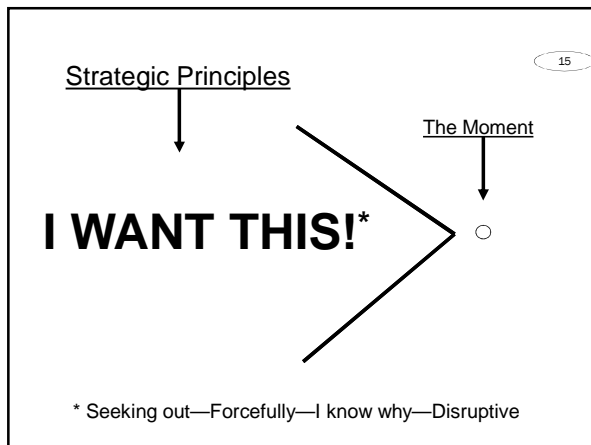 15
Strategic Principles
The Moment
I WANT THIS!*
* Seeking out—Forcefully—I know why—Disruptive